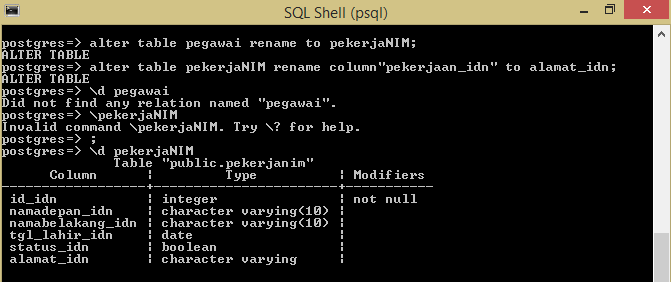 SQL Shell (psql)
postgres=> alter table pegawai rename to pekerjaNIM;
ALTER TABLE
postgres=> alter table pekerjaNIM rename column"pekerjaan_idn" to alamat_idn;
ALTER TABLE
postgres=> \d pegawai
Did not find any relation named "pegawai".
postgres=> \pekerjaNIM
Invalid command \pekerjaNIM. Try \? for help.
postgres=> ;
postgres=> \d pekerjaNIM
Table "public.pekerjanim"
Column | Type | Modifiers
-----------------+-----------------------+-----------
id_idn | integer | not null
namadepan_idn | character varying(10) |
namabelakang_idn | character varying(10) |
tgl_lahir_idn | date |
status_idn | boolean |
alamat_idn | character varying |